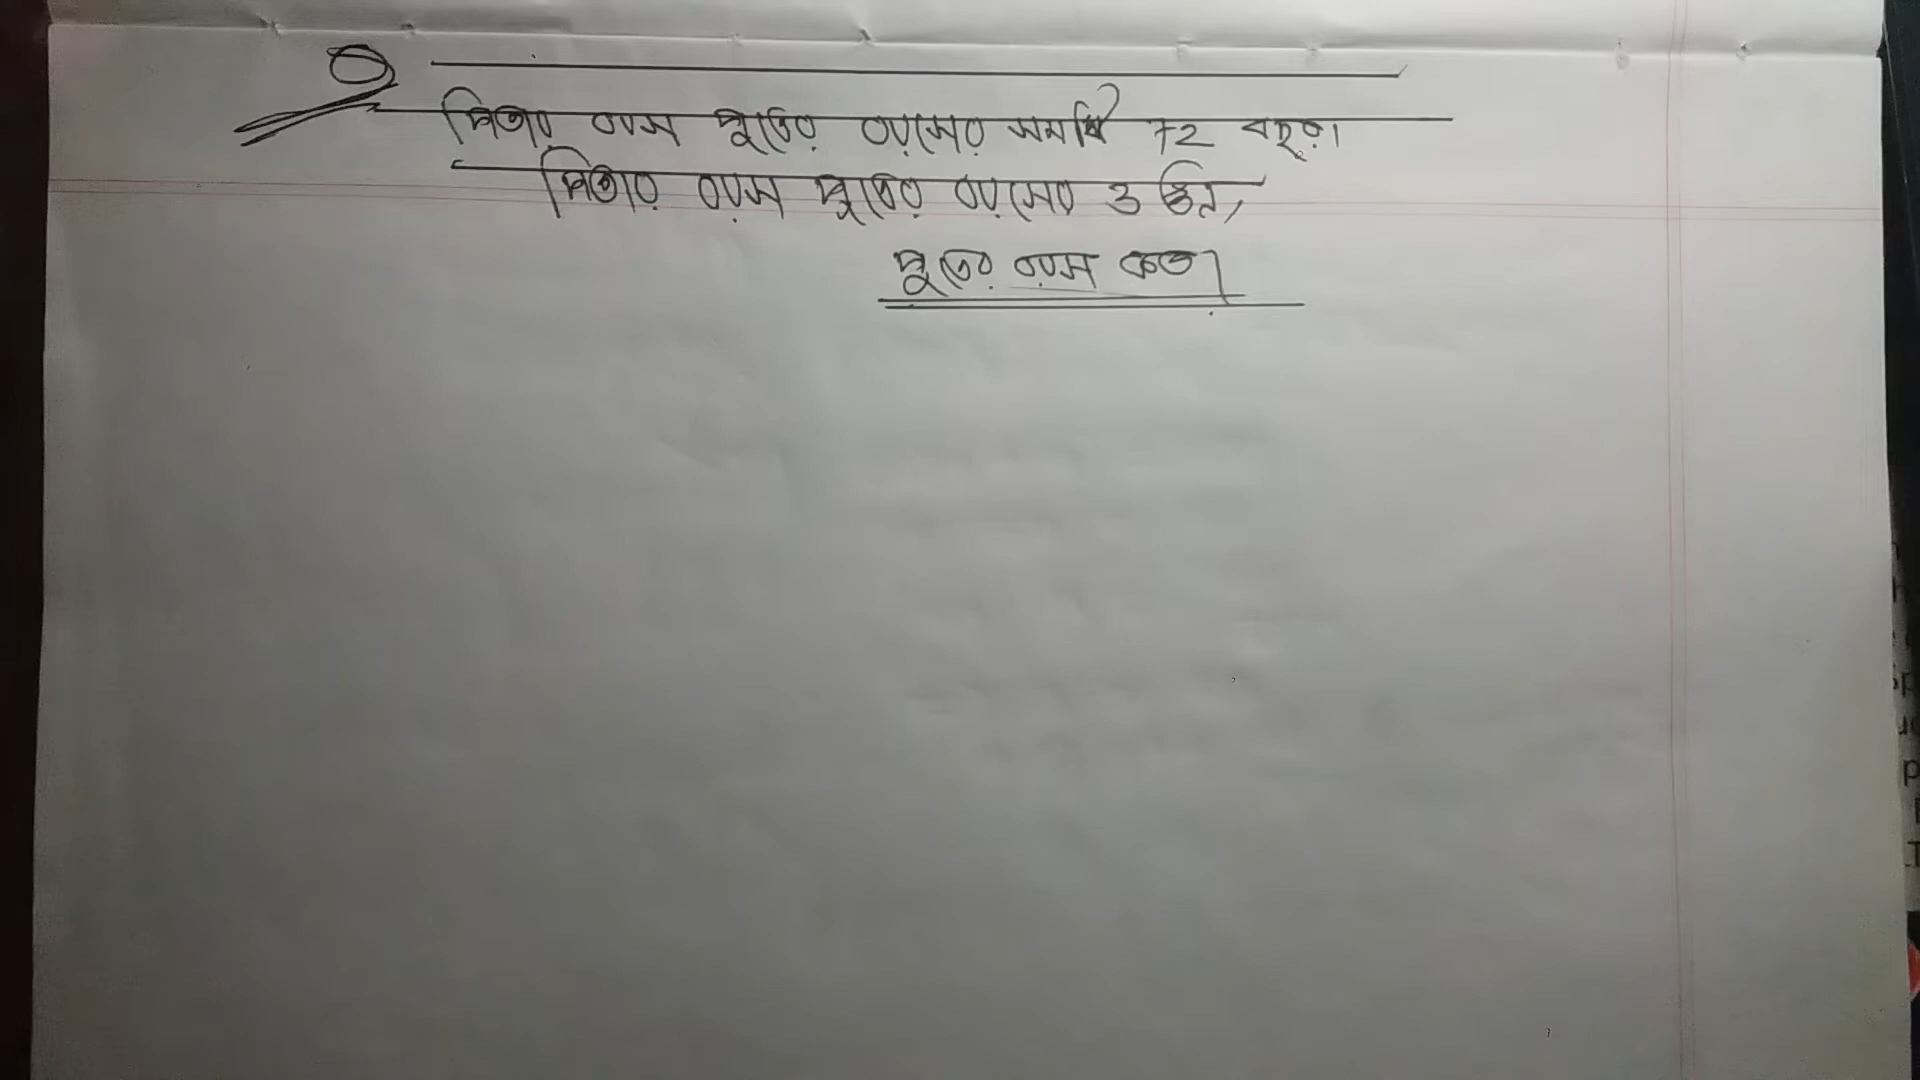 পিতার বয়স পুত্রের বয়সের সমষ্টি 72 বছর।
পিতার বয়স পুত্রের বয়সের 3 গুন,
পুত্রের বয়স কত?